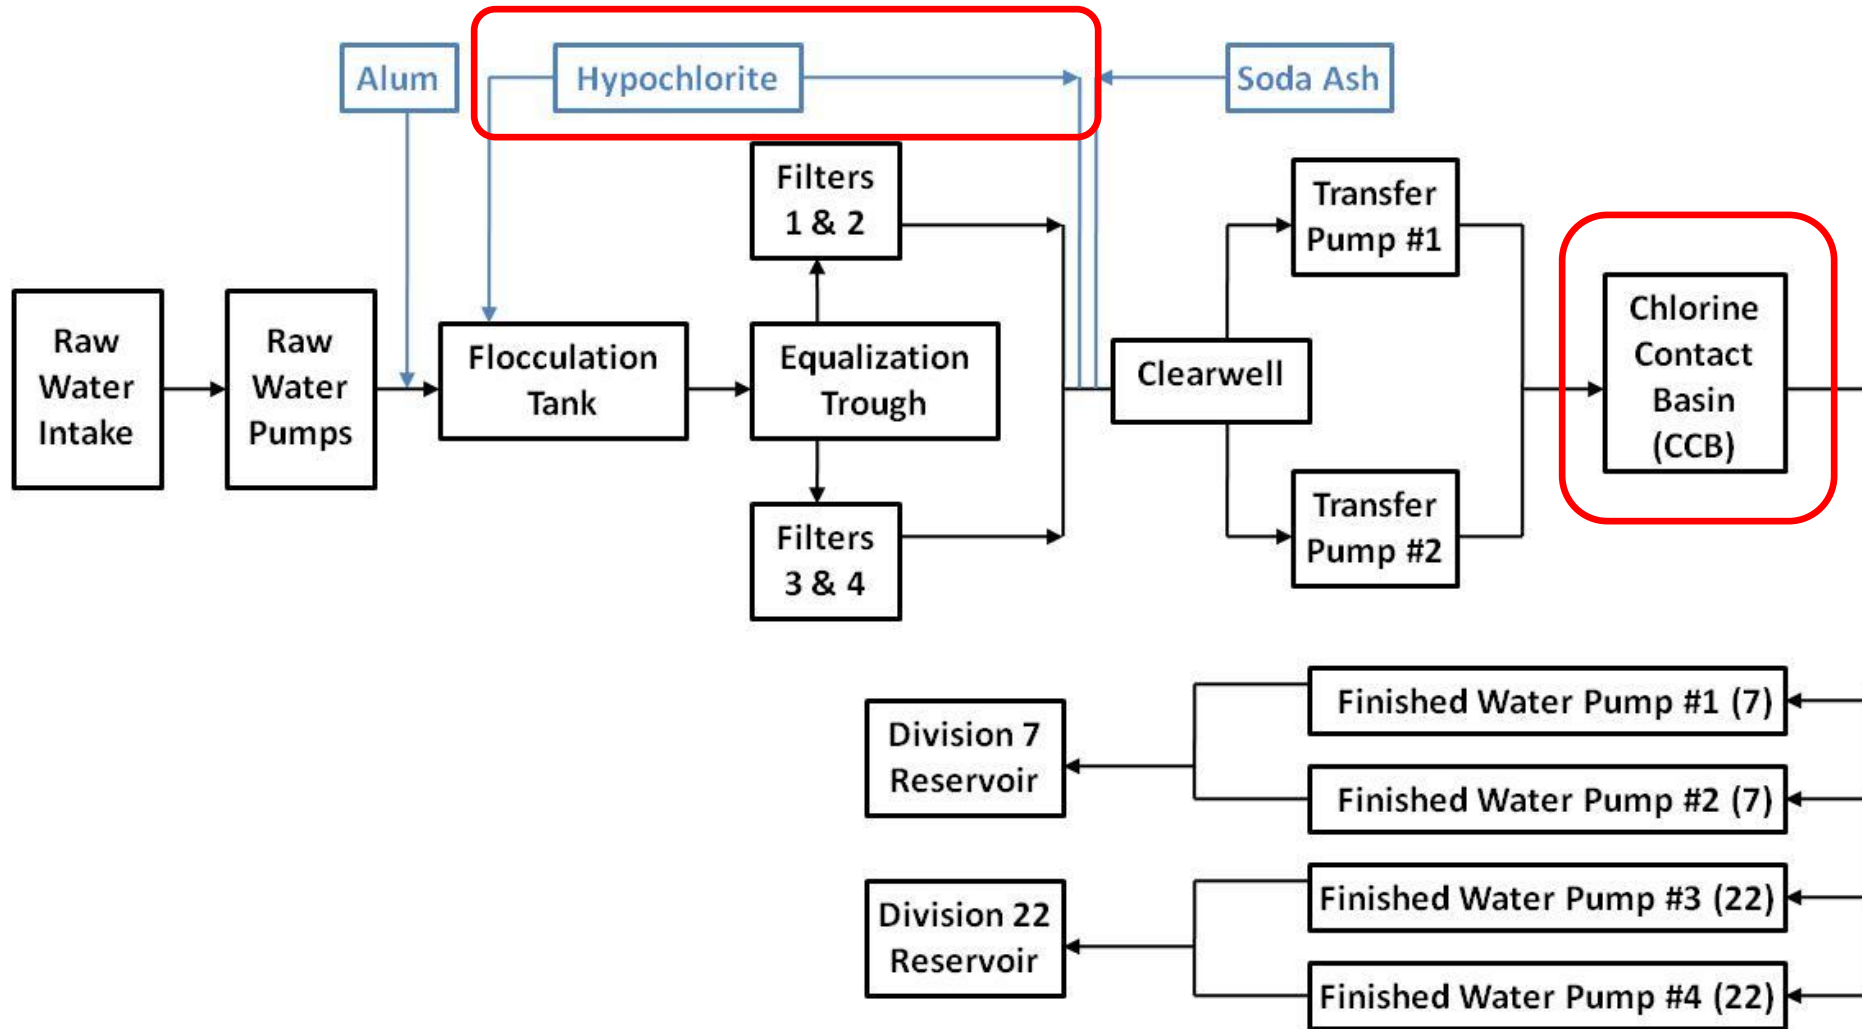 Alum
Hypochlorite
Soda Ash
Filters
1 & 2
Transfer
Pump #1
Raw
Water
Intake
Raw
Water
Pumps
Flocculation
Tank
Equalization
Trough
Clearwell
Chlorine
Contact
Basin
(CCB)
Filters
3 & 4
Transfer
Pump #2
Division 7
Reservoir
Finished Water Pump #1 (7)
Finished Water Pump #2 (7)
Division 22
Reservoir
Finished Water Pump #3 (22)
Finished Water Pump #4 (22)